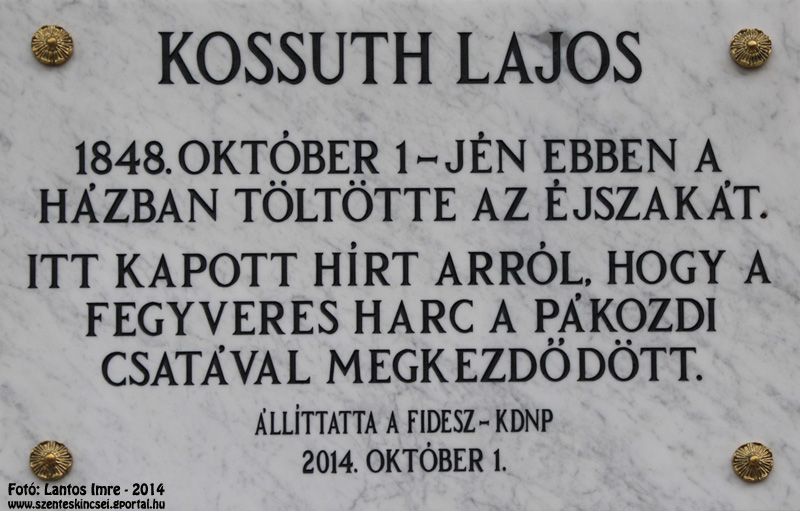 KOSSUTH LAJOS
1848. OKTÓBER 1-JÉN EBBEN A
HÁZBAN TÖLTÖTTE AZ ÉJSZAKÁT.
ITT KAPOTT HÍRT ARRÓL, HOGY A
FEGYVERES HARC A PÁKOZDI
CSATÁVAL MEGKEZDŐDÖTT.
ÁLLÍTTATTA A FIDESZ-KDNP
2014. OKTÓBER 1.
Fotó: Lantos Imre - 2014
www.szenteskincsei.gportal.hu